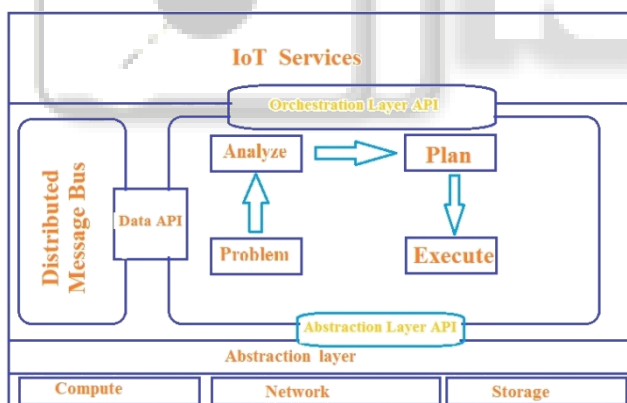 IoT Services
Orchestration Layer API
Analyze
Plan
Distributed
Message Bus
Data API
Problem
Execute
Abstraction Layer API
Abstraction layer
Compute
Network
Storage